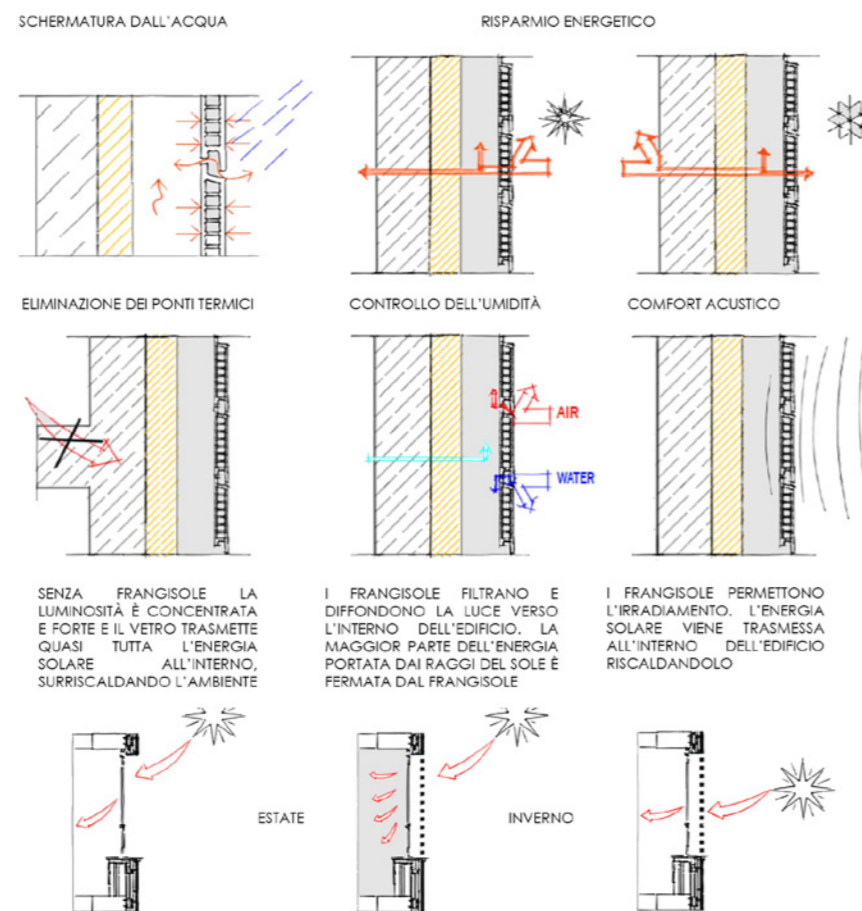 SCHERMATURA DALL'ACQUA
RISPARMIO ENERGETICO
ELIMINAZIONE DEI PONTI TERMICI
CONTROLLO DELL'UMIDITÀ
COMFORT ACUSTICO
AIR
WATER
SENZA FRANGISOLE LA
LUMINOSITÀ È CONCENTRATA
E FORTE E IL VETRO TRASMETTE
QUASI TUTTA L'ENERGIA
SOLARE ALL'INTERNO,
SURRISCALDANDO L'AMBIENTE
I FRANGISOLE FILTRANO E
DIFFONDONO LA LUCE VERSO
L'INTERNO DELL'EDIFICIO. LA
MAGGIOR PARTE DELL'ENERGIA
PORTATA DAI RAGGI DEL SOLE È
FERMATA DAL FRANGISOLE
I FRANGISOLE PERMETTONO
L'IRRADIAMENTO. L'ENERGIA
SOLARE VIENE TRASMESSA
ALL'INTERNO DELL'EDIFICIO
RISCALDANDOLO
ESTATE
INVERNO